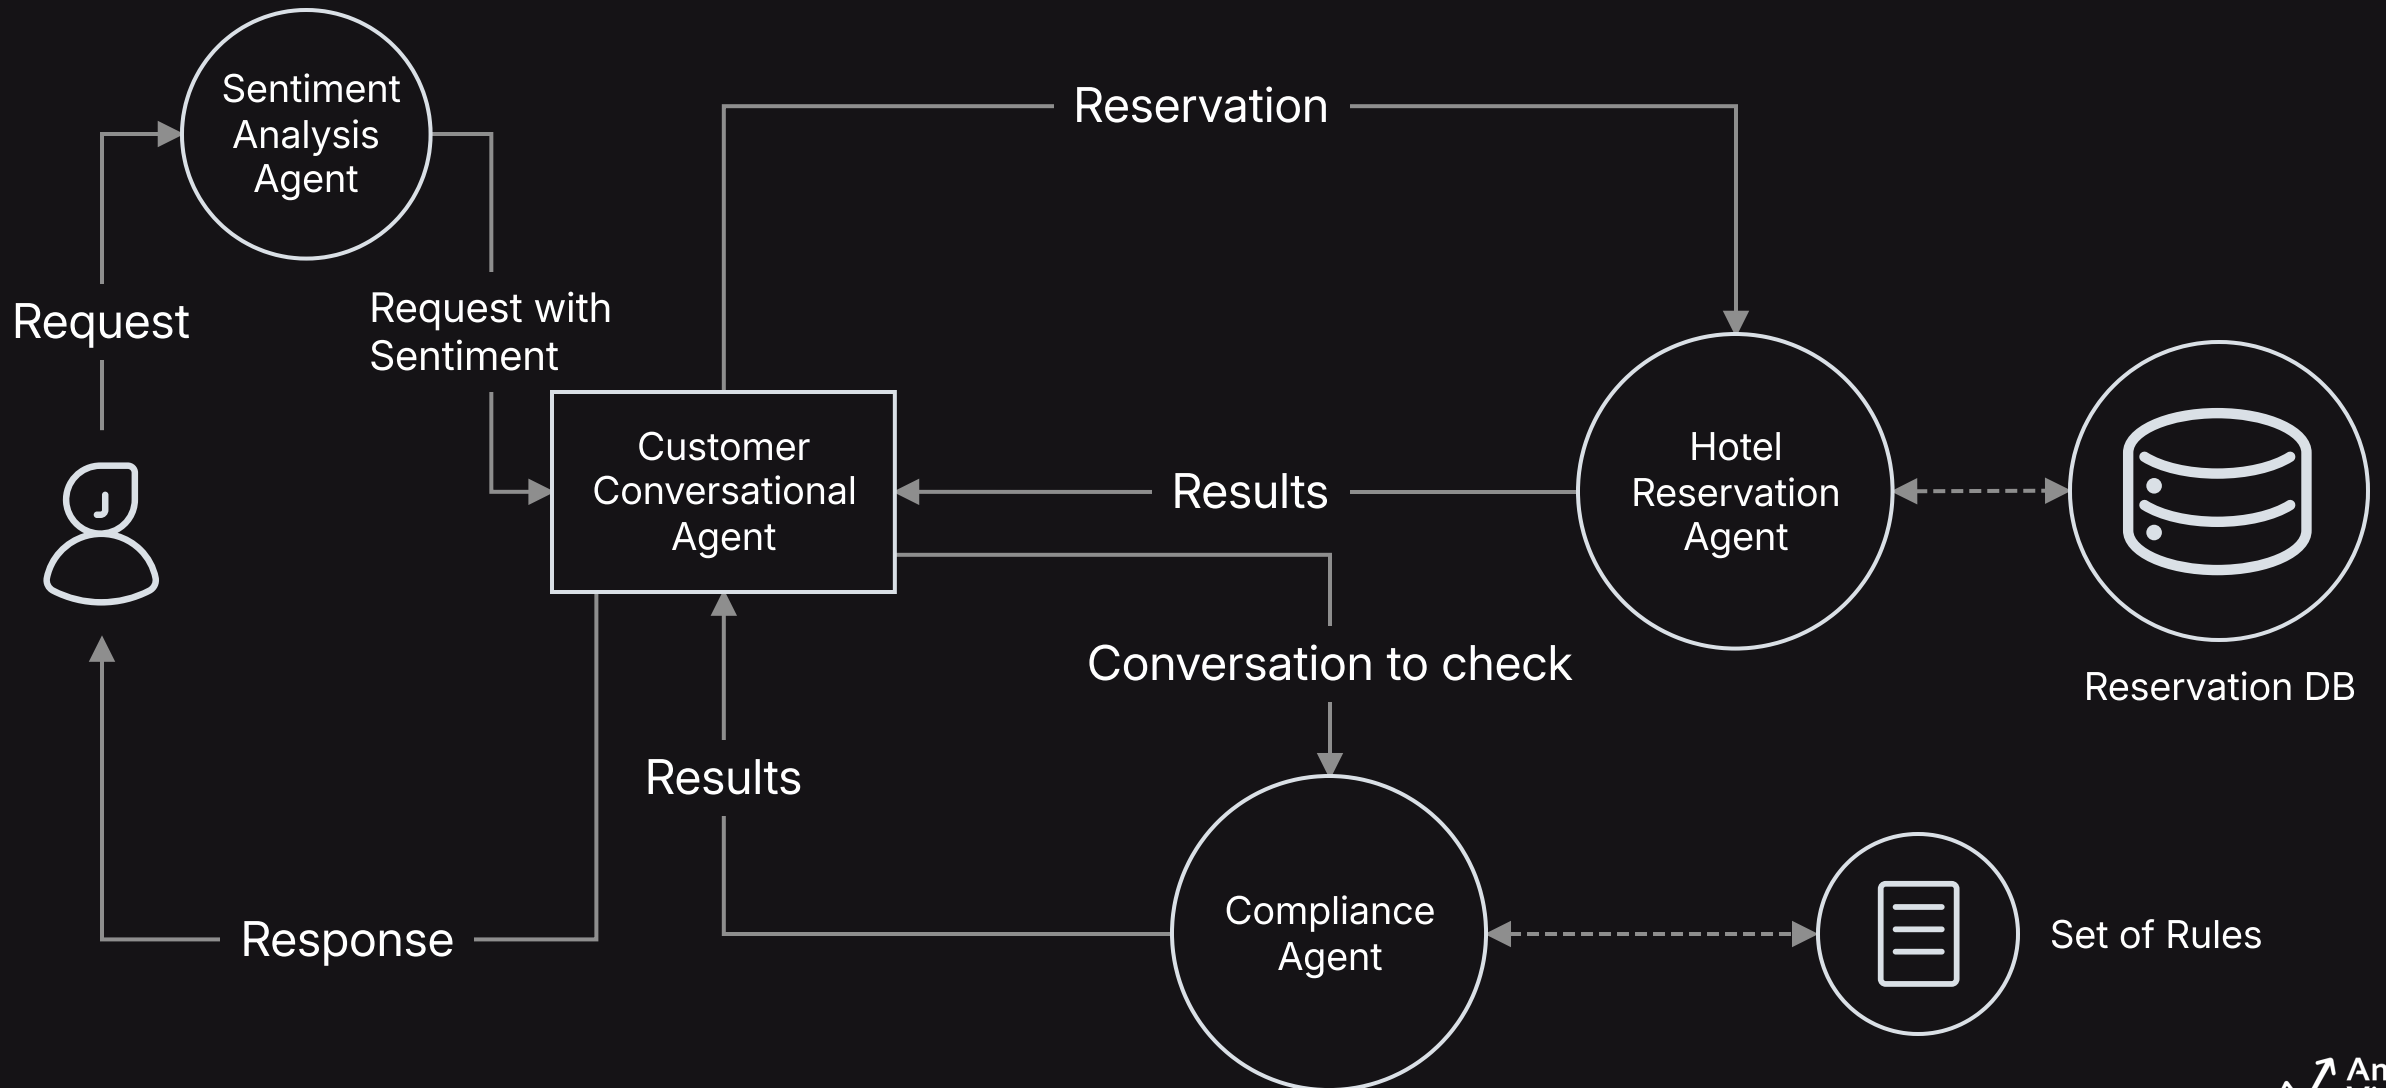 Sentiment
Analysis
Agent
Reservation
Request
Request with
Sentiment
Customer
Conversational
Agent
Results
Hotel
Reservation
Agent
Conversation to check
Reservation DB
Results
Compliance
Agent
Set of Rules
Response